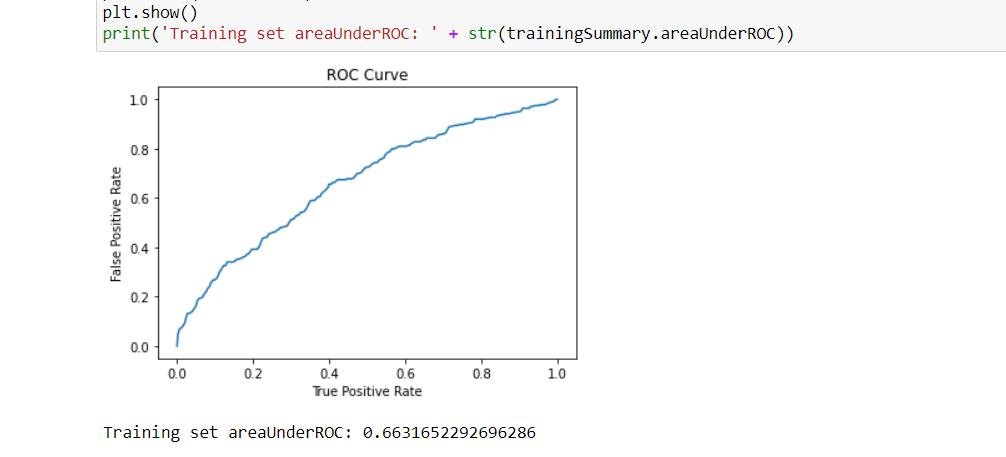 plt.show()
print('Training set areaUnderROC: ' + str(trainingSummary.areaUnderROC))
ROC Curve
1.0
0.8
0.6
0.4
0.2
0.0
False Positive Rate
0.0 0.2 0.4 0.6 0.8 1.0
True Positive Rate
Training set areaUnderROC: 0.6631652292696286